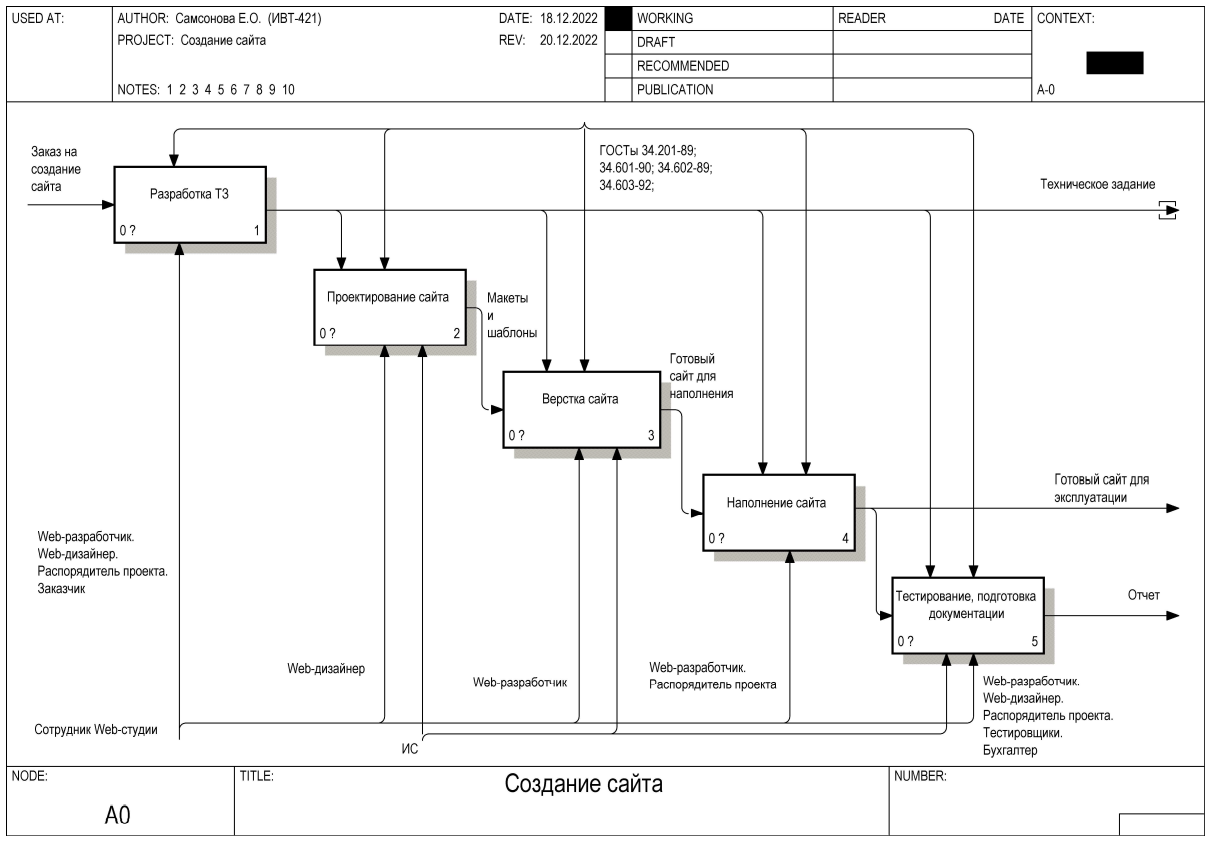 USED AT:
AUTHOR: Самсонова Е.О. (ИВТ-421)
DATE: 18.12.2022
PROJECT: Создание сайта
REV: 20.12.2022
NOTES: 1 2 3 4 5 6 7 8 9 10
WORKING
DRAFT
RECOMMENDED
PUBLICATION
READER
DATE
CONTEXT:
A-0
Заказ на
создание
сайта
Разработка ТЗ
0 ?
1
ГОСТы 34.201-89;
34.601-90; 34.602-89;
34.603-92;
Техническое задание
Проектирование сайта
0 ?
2
Макеты
и
шаблоны
Верстка сайта
0 ?
3
Готовый
сайт для
наполнения
Наполнение сайта
0 ?
4
Готовый сайт для
эксплуатации
Тестирование, подготовка
документации
0 ?
5
Отчет
Web-разработчик.
Web-дизайнер.
Распорядитель проекта.
Заказчик
Web-дизайнер
Web-разработчик
Web-разработчик.
Распорядитель проекта
Web-разработчик.
Web-дизайнер.
Распорядитель проекта.
Тестировщики.
Бухгалтер
Сотрудник Web-студии
ИС
NODE:
A0
TITLE:
Создание сайта
NUMBER: